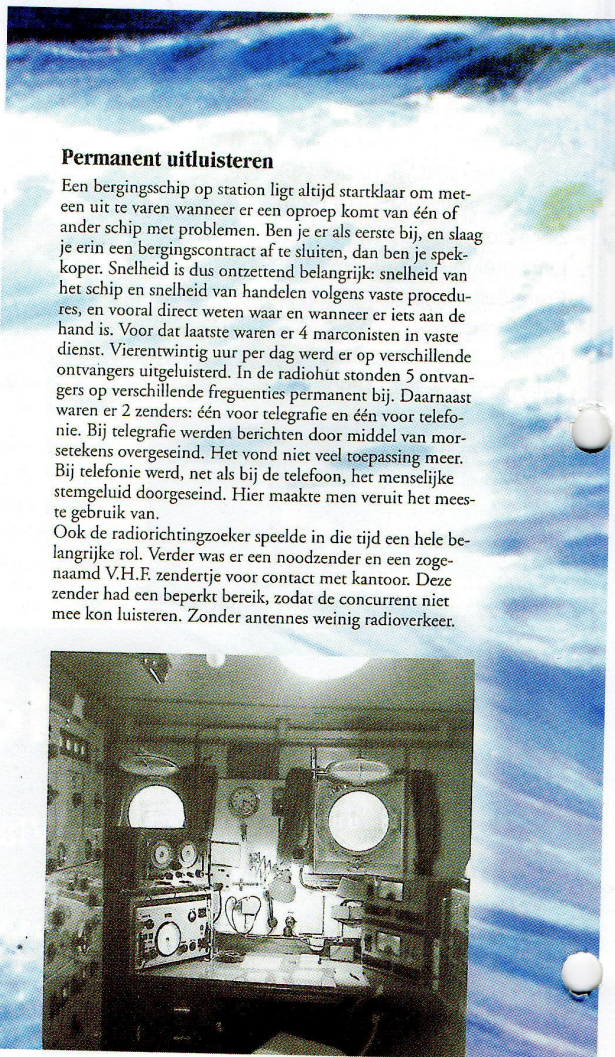 Permanent uitluisteren
Een bergingsschip op station ligt altijd startklaar om met-
een uit te varen wanneer er een oproep komt van één of
ander schip met problemen. Ben je er als eerste bij, en slaag
je erin een bergingscontract af te sluiten, dan ben je spek-
koper. Snelheid is dus ontzettend belangrijk: snelheid van
het schip en snelheid van handelen volgens vaste procedu-
res, en vooral direct weten waar en wanneer er iets aan de
hand is. Voor dat laatste waren er 4 marconisten in vaste
dienst. Vierentwintig uur per dag werd er op verschillende
ontvangers uitgeluisterd. In de radiohut stonden 5 ontvan-
gers op verschillende freguenties permanent bij. Daarnaast
waren er 2 zenders: één voor telegrafie en één voor telefo-
nie. Bij telegrafie werden berichten door middel van mor-
setekens overgeseind. Het vond niet veel toepassing meer.
Bij telefonie werd, net als bij de telefoon, het menselijke
stemgeluid doorgeseind. Hier maakte men veruit het mees-
te gebruik van.
Ook de radiorichtingzoeker speelde in die tijd een hele be-
langrijke rol. Verder was er een noodzender en een zoge-
naamd V.H.F. zendertje voor contact met kantoor. Deze
zender had een beperkt bereik, zodat de concurrent niet
mee kon luisteren. Zonder antennes weinig radioverkeer.